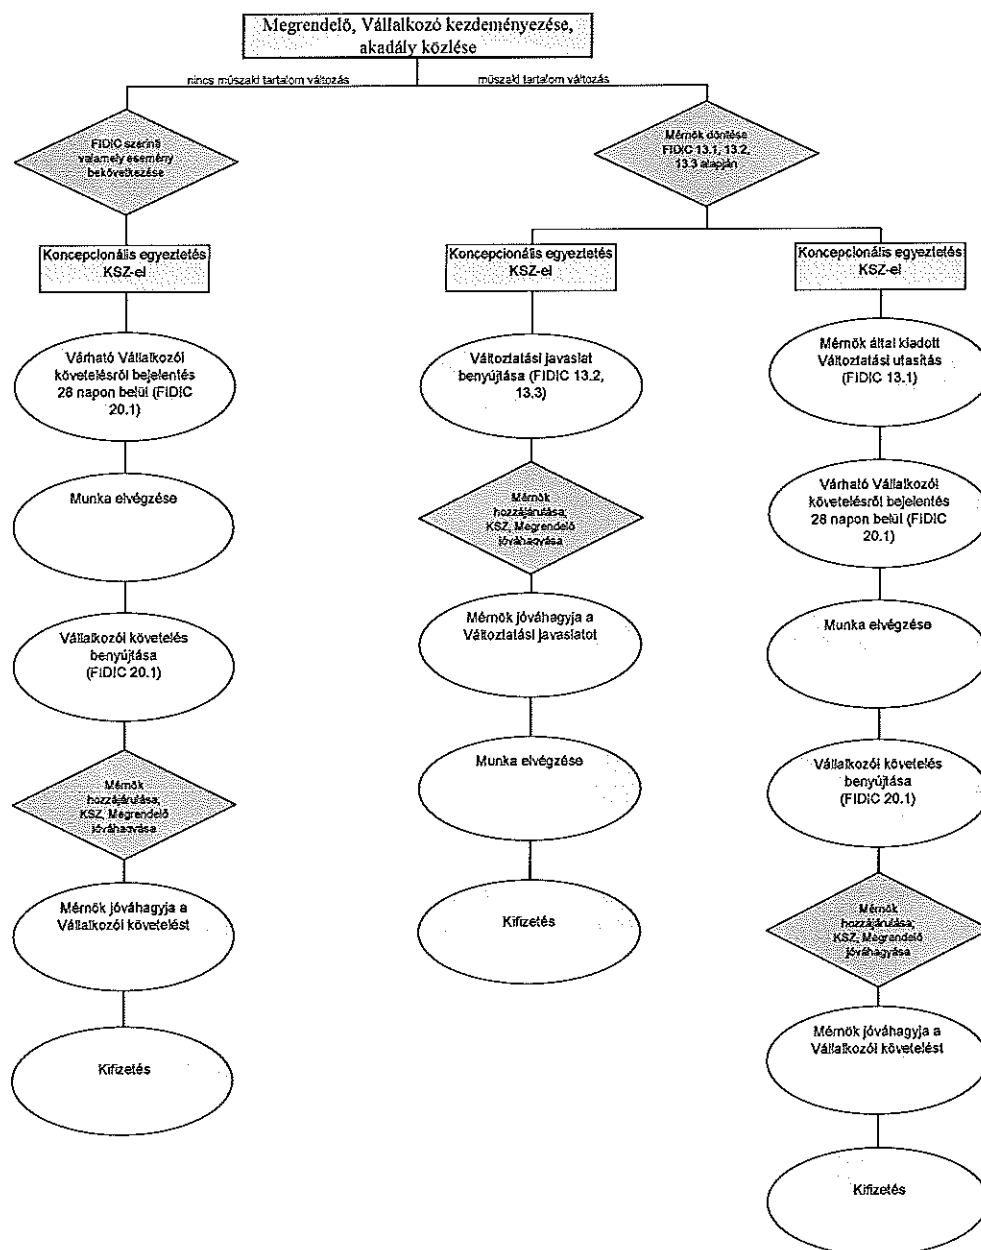 Megrendelő, Vállalkozó kezdeményezése,
akadály közlése
nincs műszaki tartalom változás
műszaki tartalom változás
FIDIC szerinti
valamely esemény
bekövetkezése
Mérnök döntése
FIDIC 13.1, 13.2,
13.3 alapján
Koncepcionális egyeztetés
KSZ-el
Koncepcionális egyeztetés
KSZ-el
Koncepcionális egyeztetés
KSZ-el
Várható Vállalkozói
követelésről bejelentés
28 napon belül (FIDIC
20.1)
Munka elvégzése
Vállalkozói követelés
benyújtása
(FIDIC 20.1)
Mérnök
hozzájárulása;
KSZ, Megrendelő
jóváhagyása
Mérnök jóváhagyja a
Vállalkozói követelést
Kifizetés
Változtatási javaslat
benyújtása (FIDIC 13.2,
13.3)
Mérnök
hozzájárulása;
KSZ, Megrendelő
jóváhagyása
Mérnök jóváhagyja a
Változtatási javaslatot
Munka elvégzése
Kifizetés
Mérnök által kiadott
Változtatási utasítás
(FIDIC 13.1)
Várható Vállalkozói
követelésről bejelentés
28 napon belül (FIDIC
20.1)
Munka elvégzése
Vállalkozói követelés
benyújtása
(FIDIC 20.1)
Mérnök
hozzájárulása;
KSZ, Megrendelő
jóváhagyása
Mérnök jóváhagyja a
Vállalkozói követelést
Kifizetés